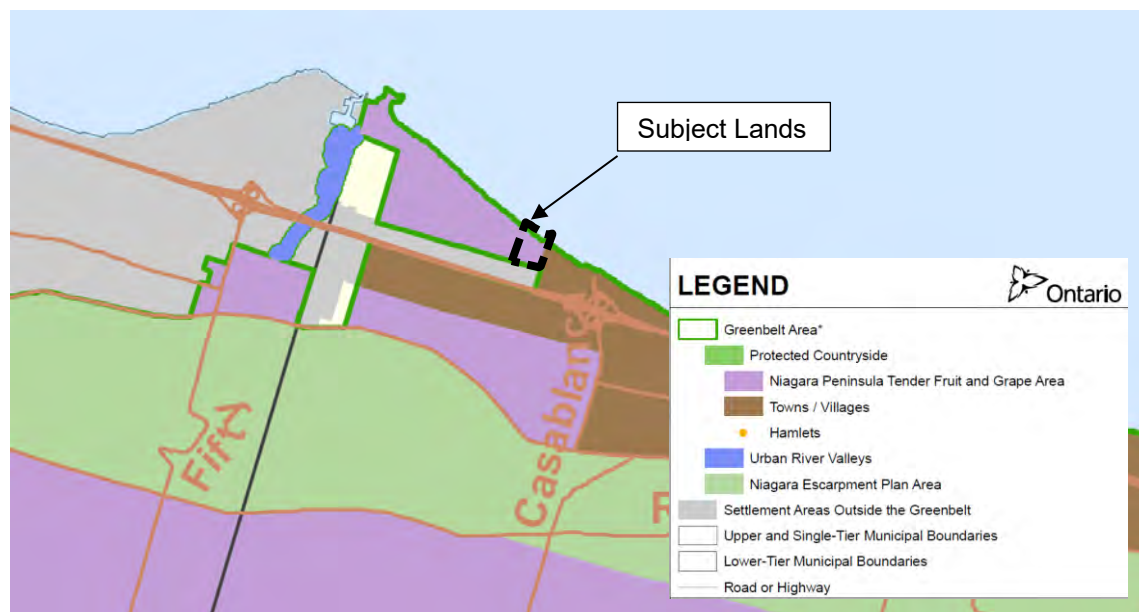 Subject Lands
Fifty
Casablanc
R
LEGEND
Ontario
Greenbelt Area*
Protected Countryside
Niagara Peninsula Tender Fruit and Grape Area
Towns / Villages
Hamlets
Urban River Valleys
Niagara Escarpment Plan Area
Settlement Areas Outside the Greenbelt
Upper and Single-Tier Municipal Boundaries
Lower-Tier Municipal Boundaries
Road or Highway